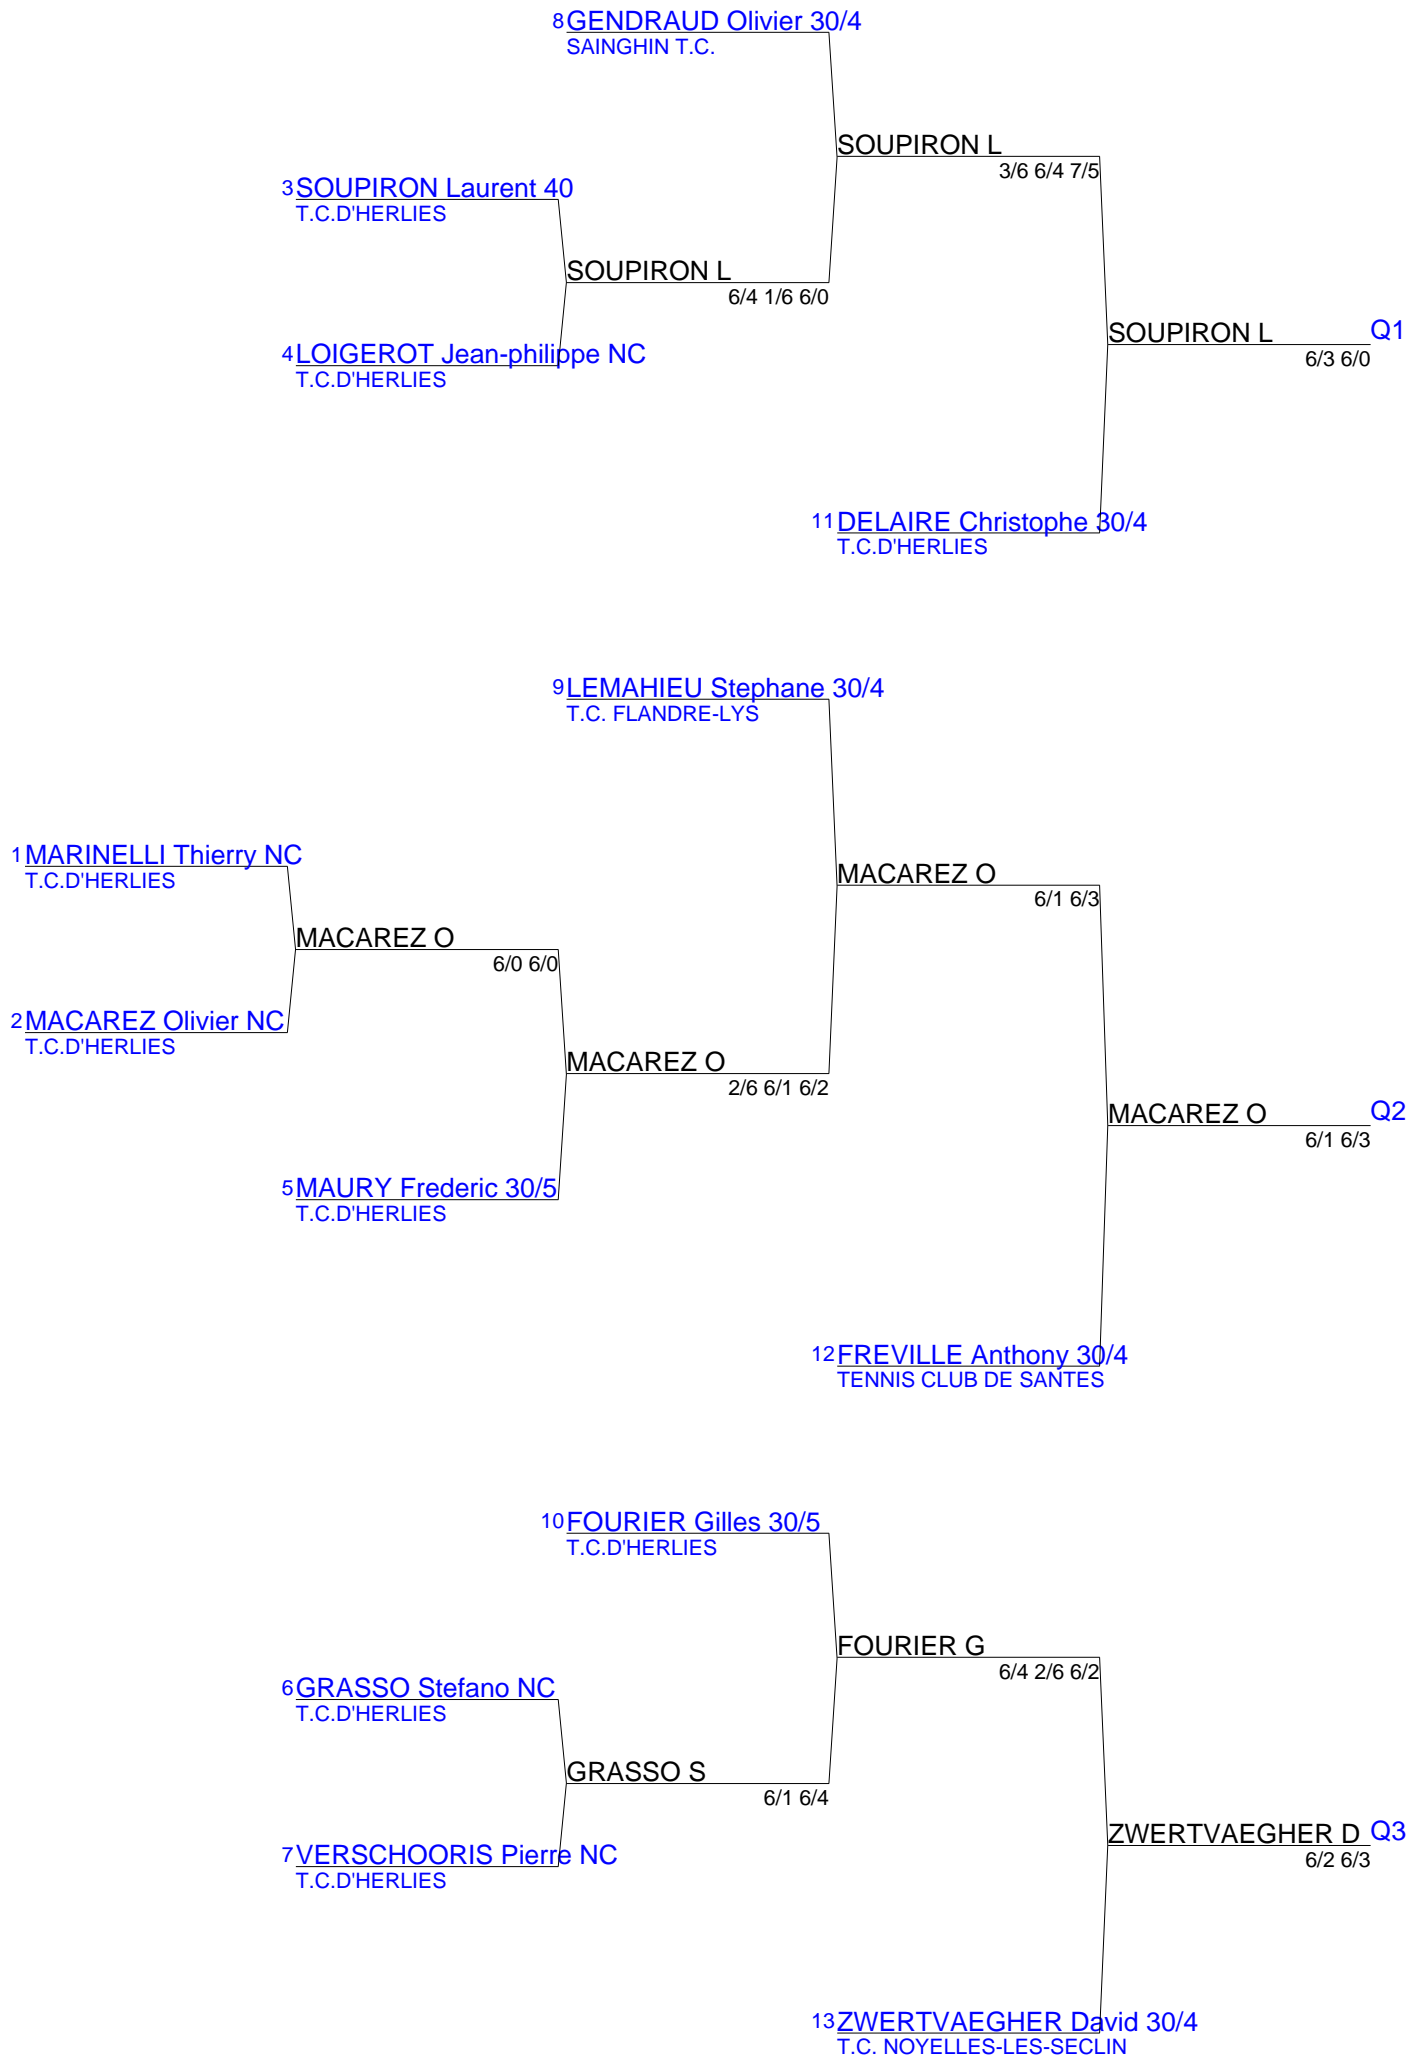 8 GENDRAUD Olivier 30/4
SAINGHIN T.C.
SOUPIRON L
3/6 6/4 7/5
3 SOUPIRON Laurent 40
T.C.D'HERLIES
SOUPIRON L
6/4 1/6 6/0
SOUPIRON L Q1
6/3 6/0
4 LOIGEROT Jean-philippe NC
T.C.D'HERLIES
11 DELAIRE Christophe 30/4
T.C.D'HERLIES
9 LEMAHIEU Stephane 30/4
T.C. FLANDRE-LYS
1 MARINELLI Thierry NC
T.C.D'HERLIES
MACAREZ O
6/1 6/3
MACAREZ O
6/0 6/0
2 MACAREZ Olivier NC
T.C.D'HERLIES
MACAREZ O
2/6 6/1 6/2
MACAREZ O Q2
6/1 6/3
5 MAURY Frederic 30/5
T.C.D'HERLIES
12 FREVILLE Anthony 30/4
TENNIS CLUB DE SANTES
10 FOURIER Gilles 30/5
T.C.D'HERLIES
FOURIER G
6/4 2/6 6/2
6 GRASSO Stefano NC
T.C.D'HERLIES
GRASSO S
6/1 6/4
ZWERTVAEGHER D Q3
6/2 6/3
7 VERSCHOORIS Pierre NC
T.C.D'HERLIES
13 ZWERTVAEGHER David 30/4
T.C. NOYELLES-LES-SECLIN